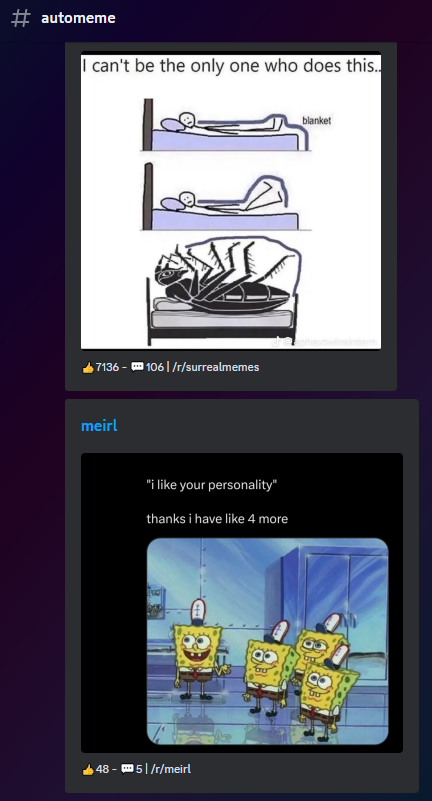 # automeme
I can't be the only one who does this..
blanket
👍7136 - 💬106 | /r/surrealmemes
meirl
"i like your personality"
thanks i have like 4 more
👍48 - 💬5 | /r/meirl